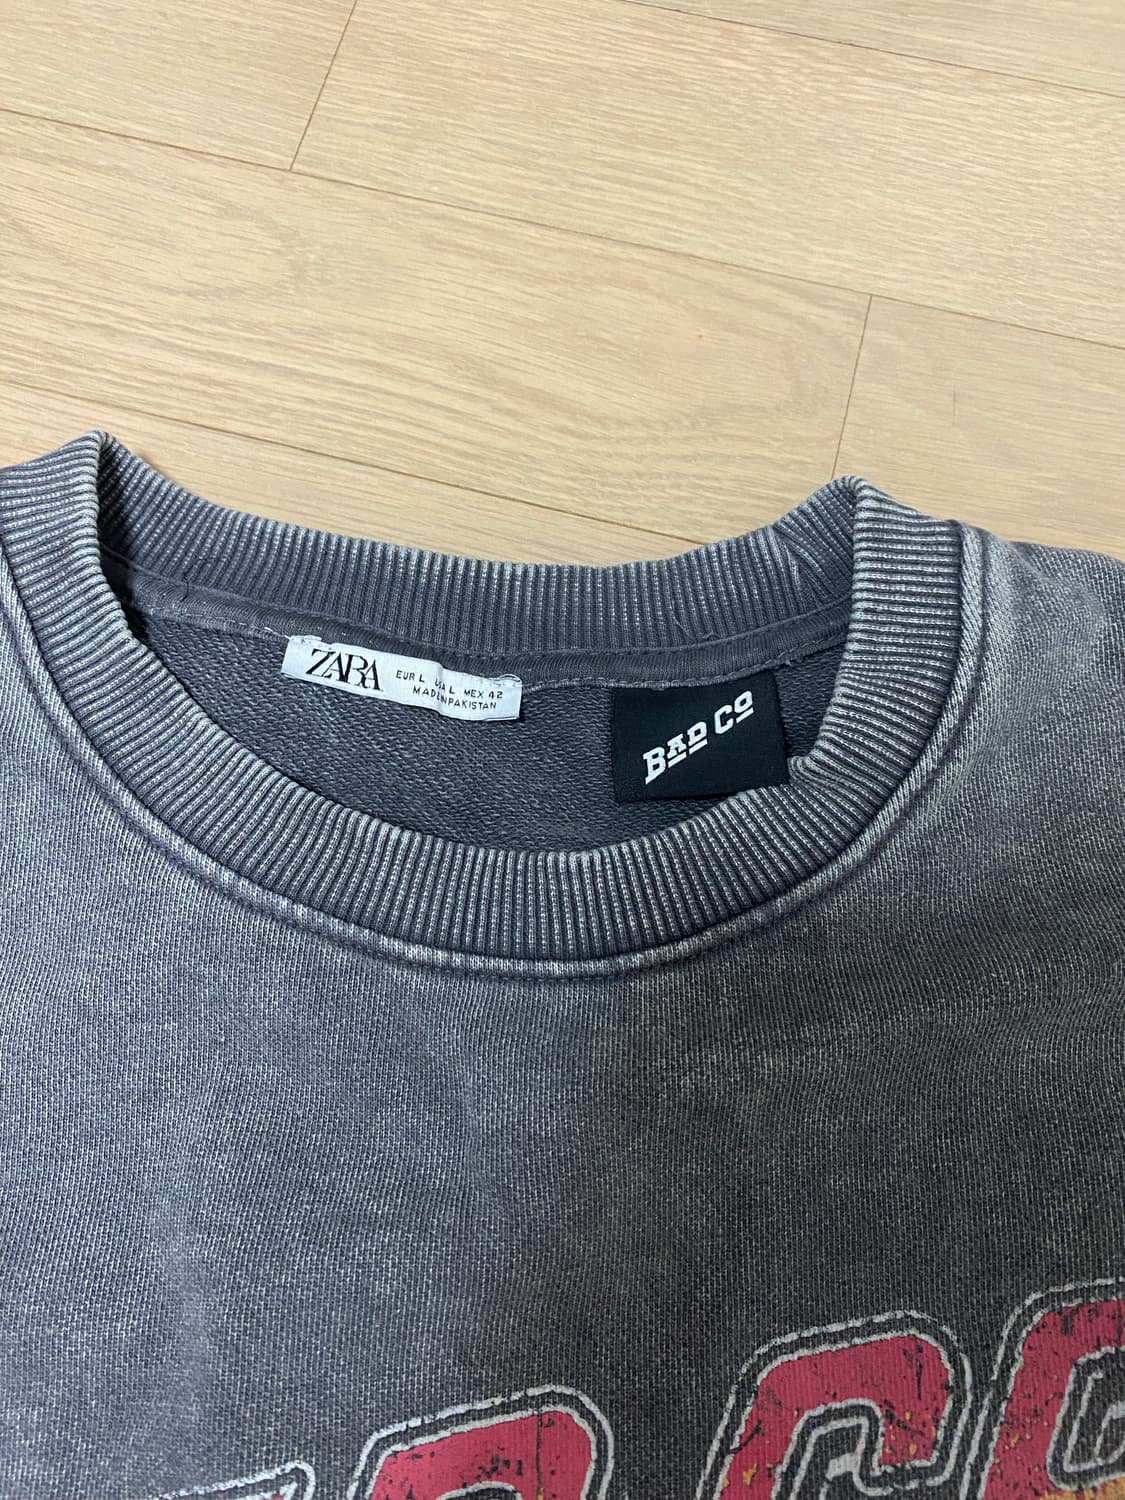 ZARA
EUR L USA L MEX 42
MADE IN PAKISTAN
BAD CO